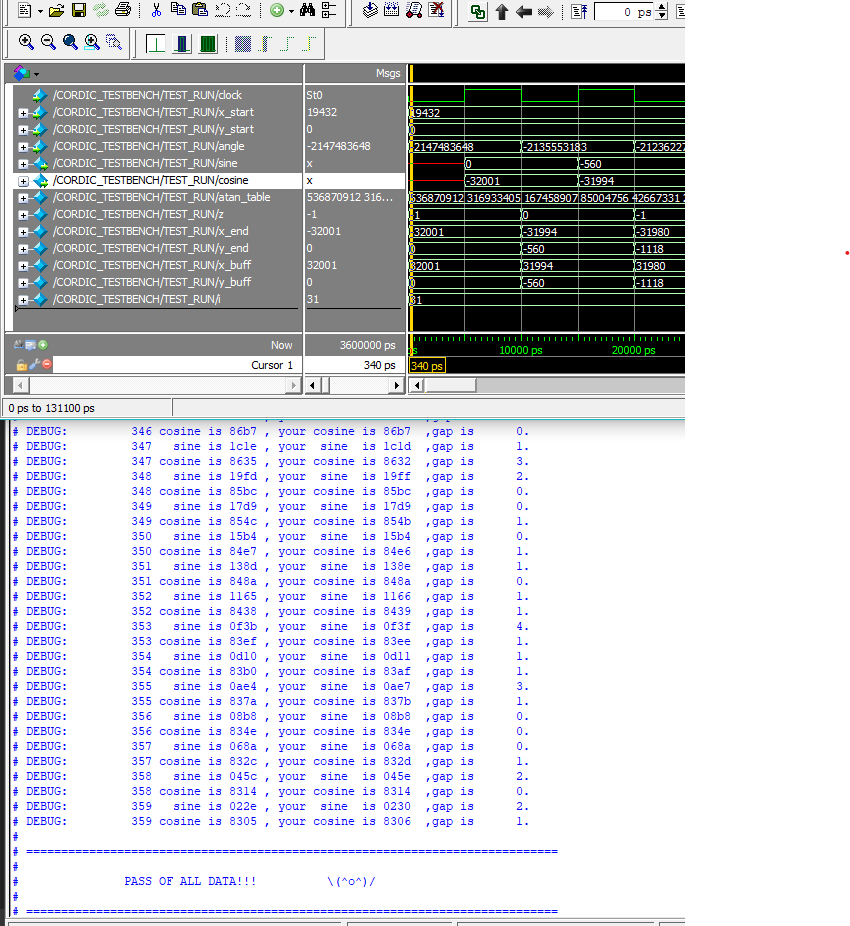 0 ps
Msgs
/CORDIC_TESTBENCH/TEST_RUN/clock St0
/CORDIC_TESTBENCH/TEST_RUN/x_start 19432 19432
/CORDIC_TESTBENCH/TEST_RUN/y_start 0 0
/CORDIC_TESTBENCH/TEST_RUN/angle -2147483648 -2147483648 -2135553183 -21236227
/CORDIC_TESTBENCH/TEST_RUN/sine x 0 -560
/CORDIC_TESTBENCH/TEST_RUN/cosine x -32001 -31994
/CORDIC_TESTBENCH/TEST_RUN/atan_table 536870912 316... 536870912 316933405 167458907 85004756 42667331 2
/CORDIC_TESTBENCH/TEST_RUN/z -1 -1 0 -1
/CORDIC_TESTBENCH/TEST_RUN/x_end -32001 -32001 -31994 -31980
/CORDIC_TESTBENCH/TEST_RUN/y_end 0 0 -560 -1118
/CORDIC_TESTBENCH/TEST_RUN/x_buff 32001 32001 31994 31980
/CORDIC_TESTBENCH/TEST_RUN/y_buff 0 0 -560 -1118
/CORDIC_TESTBENCH/TEST_RUN/i 31 31
Now 3600000 ps ps 10000 ps 20000 ps
Cursor 1 340 ps 340 ps
0 ps to 131100 ps
# DEBUG: 346 cosine is 86b7 , your cosine is 86b7 ,gap is 0.
# DEBUG: 347 sine is 1c1e , your sine is 1c1d ,gap is 1.
# DEBUG: 347 cosine is 8635 , your cosine is 8632 ,gap is 3.
# DEBUG: 348 sine is 19fd , your sine is 19ff ,gap is 2.
# DEBUG: 348 cosine is 85bc , your cosine is 85bc ,gap is 0.
# DEBUG: 349 sine is 17d9 , your sine is 17d9 ,gap is 0.
# DEBUG: 349 cosine is 854c , your cosine is 854b ,gap is 1.
# DEBUG: 350 sine is 15b4 , your sine is 15b4 ,gap is 0.
# DEBUG: 350 cosine is 84e7 , your cosine is 84e6 ,gap is 1.
# DEBUG: 351 sine is 138d , your sine is 138e ,gap is 1.
# DEBUG: 351 cosine is 848a , your cosine is 848a ,gap is 0.
# DEBUG: 352 sine is 1165 , your sine is 1166 ,gap is 1.
# DEBUG: 352 cosine is 8438 , your cosine is 8439 ,gap is 1.
# DEBUG: 353 sine is 0f3b , your sine is 0f3f ,gap is 4.
# DEBUG: 353 cosine is 83ef , your cosine is 83ee ,gap is 1.
# DEBUG: 354 sine is 0d10 , your sine is 0d11 ,gap is 1.
# DEBUG: 354 cosine is 83b0 , your cosine is 83af ,gap is 1.
# DEBUG: 355 sine is 0ae4 , your sine is 0ae7 ,gap is 3.
# DEBUG: 355 cosine is 837a , your cosine is 837b ,gap is 1.
# DEBUG: 356 sine is 08b8 , your sine is 08b8 ,gap is 0.
# DEBUG: 356 cosine is 834e , your cosine is 834e ,gap is 0.
# DEBUG: 357 sine is 068a , your sine is 068a ,gap is 0.
# DEBUG: 357 cosine is 832c , your cosine is 832d ,gap is 1.
# DEBUG: 358 sine is 045c , your sine is 045e ,gap is 2.
# DEBUG: 358 cosine is 8314 , your cosine is 8314 ,gap is 0.
# DEBUG: 359 sine is 022e , your sine is 0230 ,gap is 2.
# DEBUG: 359 cosine is 8305 , your cosine is 8306 ,gap is 1.
#
# ============================================================================
#
# PASS OF ALL DATA!!! \(^o^)/
#
# ============================================================================